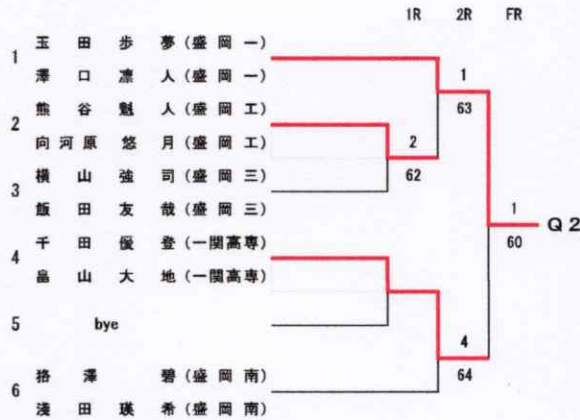 1R 2R FR
1 玉田歩夢(盛岡一)
澤口凛人(盛岡一)
2 熊谷魁人(盛岡工)
向河原悠月(盛岡工)
3 横山強司(盛岡三)
飯田友哉(盛岡三)
4 千田優登(一関高専)
畠山大地(一関高専)
5 bye
6 捃澤碧(盛岡南)
淺田瑛希(盛岡南)
1
63
2
62
1
60
Q2
4
64